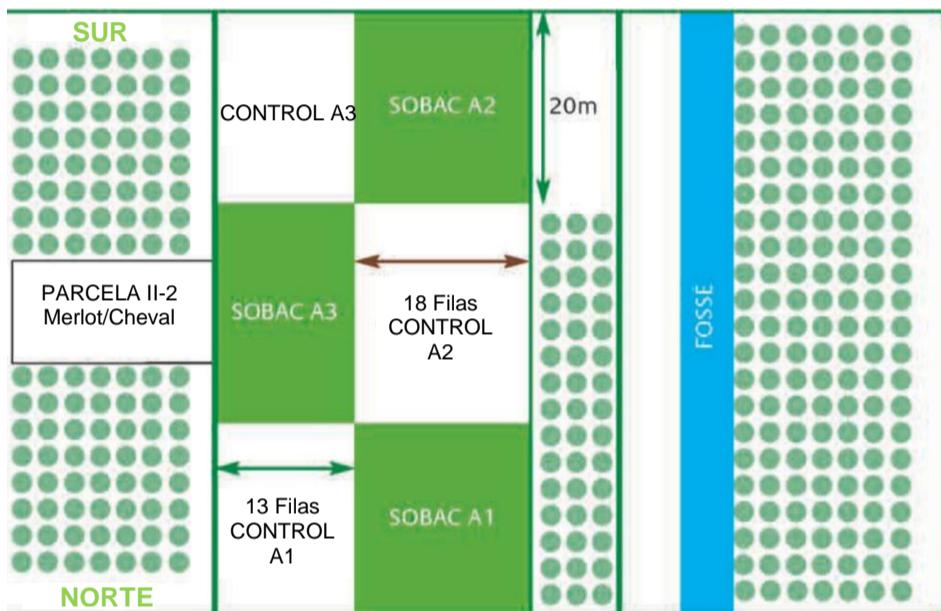 SUR
CONTROL A3
SOBAC A2
20m
PARCELA II-2
Merlot/Cheval
SOBAC A3
18 Filas
CONTROL
A2
FOSSÉ
13 Filas
CONTROL
A1
SOBAC A1
NORTE